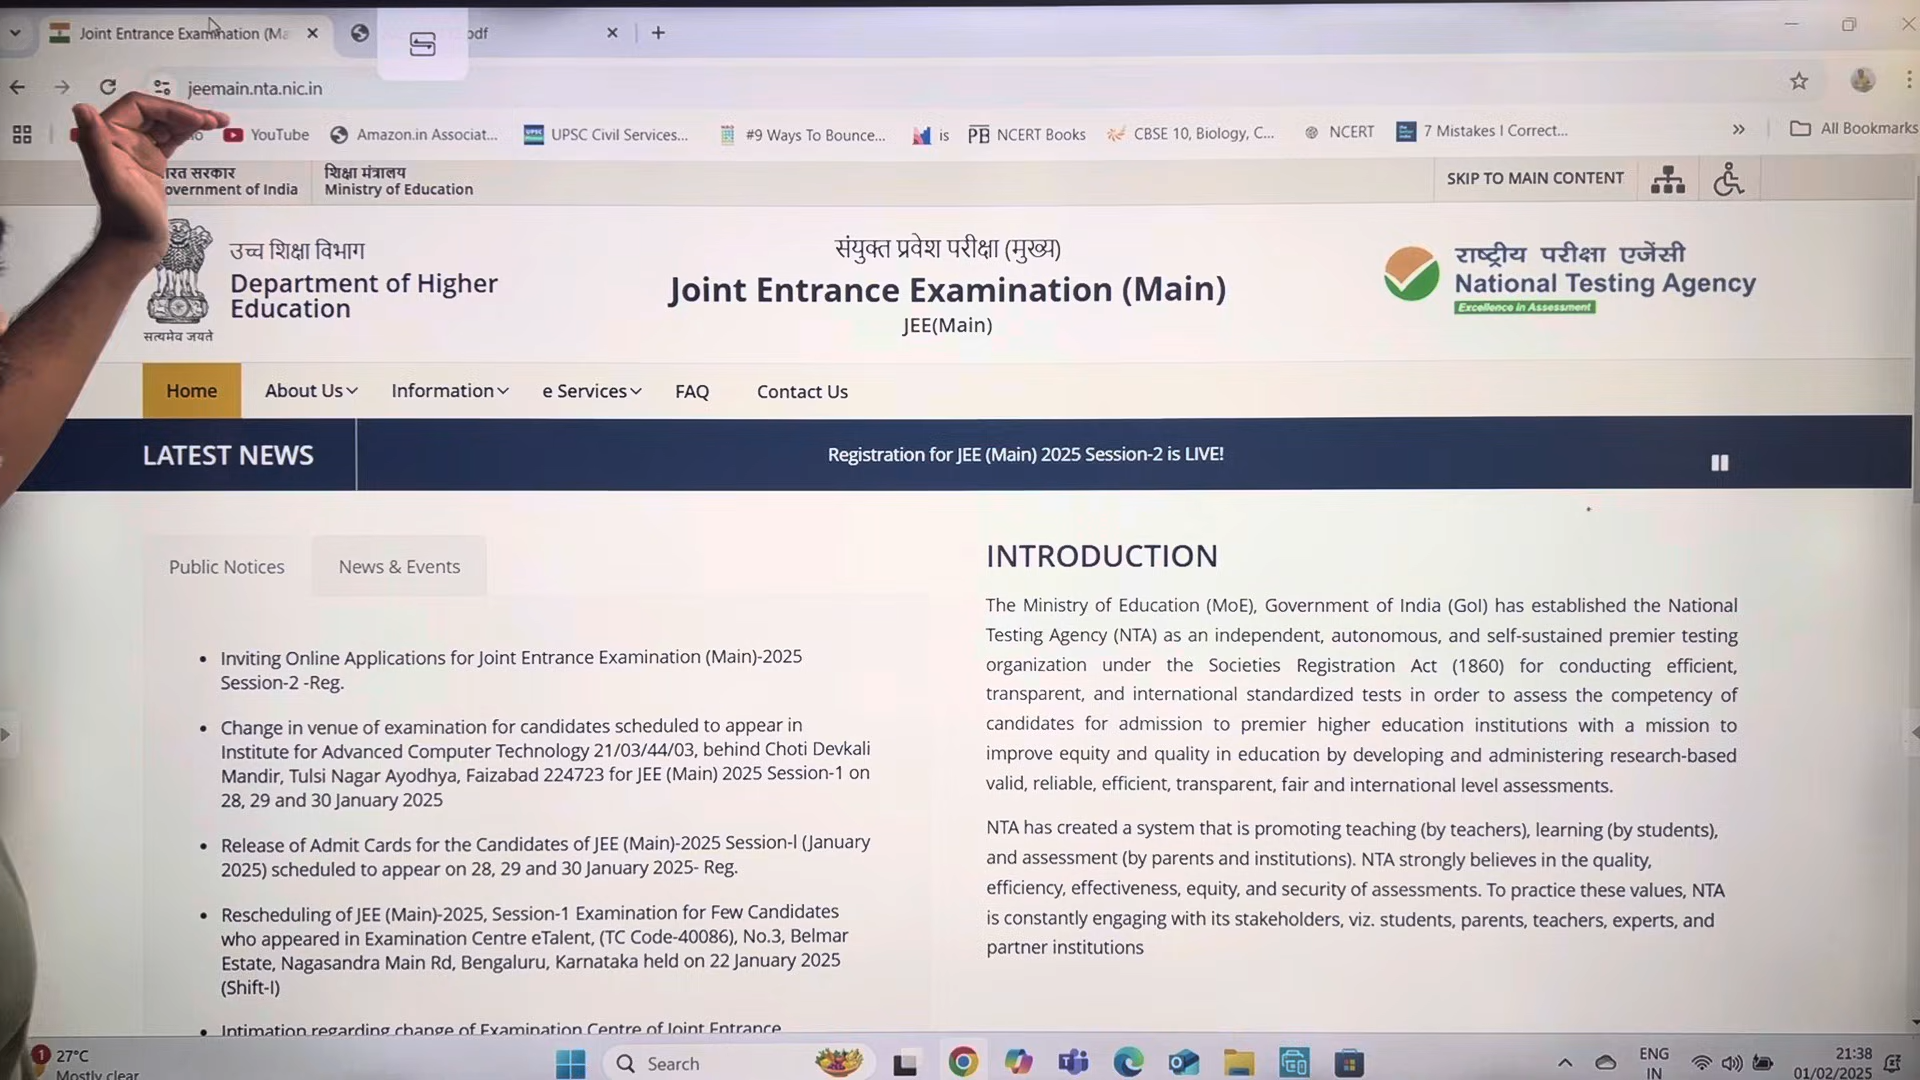 Joint Entrance Examination (Ma
pdf
jeemain.nta.nic.in
YouTube
Amazon.in Associat...
UPSC Civil Services...
#9 Ways To Bounce...
is
NCERT Books
CBSE 10, Biology, C...
NCERT
7 Mistakes I Correct...
All Bookmarks
रत सरकार
overnment of India
शिक्षा मंत्रालय
Ministry of Education
SKIP TO MAIN CONTENT
उच्च शिक्षा विभाग
Department of Higher
Education
सत्यमेव जयते
संयुक्त प्रवेश परीक्षा (मुख्य)
Joint Entrance Examination (Main)
JEE(Main)
राष्ट्रीय परीक्षा एजेंसी
National Testing Agency
Excellence in Assessment
Home
About Us
Information
e Services
FAQ
Contact Us
LATEST NEWS
Registration for JEE (Main) 2025 Session-2 is LIVE!
Public Notices
News & Events
• Inviting Online Applications for Joint Entrance Examination (Main)-2025
Session-2 -Reg.
• Change in venue of examination for candidates scheduled to appear in
Institute for Advanced Computer Technology 21/03/44/03, behind Choti Devkali
Mandir, Tulsi Nagar Ayodhya, Faizabad 224723 for JEE (Main) 2025 Session-1 on
28, 29 and 30 January 2025
• Release of Admit Cards for the Candidates of JEE (Main)-2025 Session-I (January
2025) scheduled to appear on 28, 29 and 30 January 2025- Reg.
• Rescheduling of JEE (Main)-2025, Session-1 Examination for Few Candidates
who appeared in Examination Centre eTalent, (TC Code-40086), No.3, Belmar
Estate, Nagasandra Main Rd, Bengaluru, Karnataka held on 22 January 2025
(Shift-I)
• Intimation regarding change of Examination Centre of Joint Entrance
INTRODUCTION
The Ministry of Education (MoE), Government of India (GoI) has established the National
Testing Agency (NTA) as an independent, autonomous, and self-sustained premier testing
organization under the Societies Registration Act (1860) for conducting efficient,
transparent, and international standardized tests in order to assess the competency of
candidates for admission to premier higher education institutions with a mission to
improve equity and quality in education by developing and administering research-based
valid, reliable, efficient, transparent, fair and international level assessments.
NTA has created a system that is promoting teaching (by teachers), learning (by students),
and assessment (by parents and institutions). NTA strongly believes in the quality,
efficiency, effectiveness, equity, and security of assessments. To practice these values, NTA
is constantly engaging with its stakeholders, viz. students, parents, teachers, experts, and
partner institutions
1
27°C
Mostly clear
Search
ENG
IN
21:38
01/02/2025